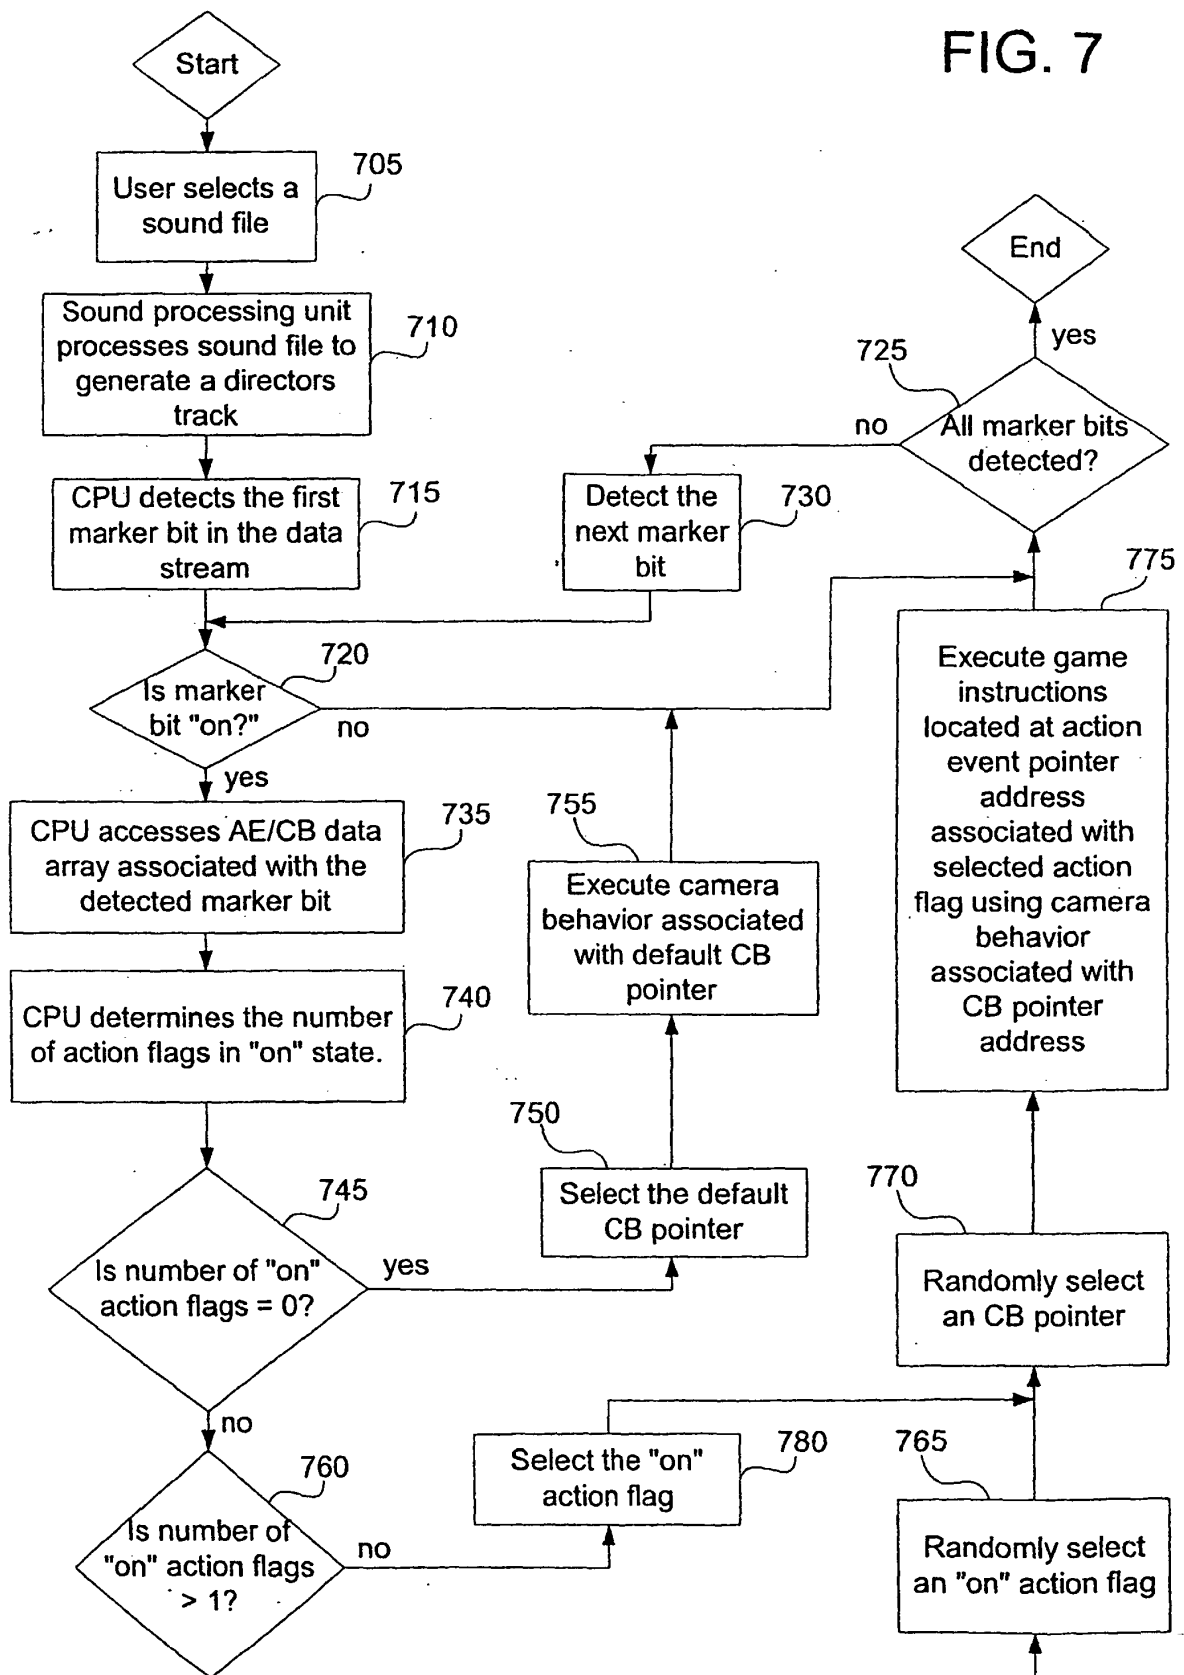 FIG. 7
Start
705
User selects a
sound file
710
Sound processing unit
processes sound file to
generate a directors
track
715
CPU detects the first
marker bit in the data
stream
720
Is marker
bit "on?"
no
yes
735
CPU accesses AE/CB data
array associated with the
detected marker bit
740
CPU determines the number
of action flags in "on" state.
745
Is number of "on"
action flags = 0?
yes
no
760
Is number of
"on" action flags
> 1?
no
780
Select the "on"
action flag
750
Select the default
CB pointer
755
Execute camera
behavior associated
with default CB
pointer
End
yes
725
All marker bits
detected?
no
730
Detect the
next marker
bit
775
Execute game
instructions
located at action
event pointer
address
associated with
selected action
flag using camera
behavior
associated with
CB pointer
address
770
Randomly select
an CB pointer
765
Randomly select
an "on" action flag